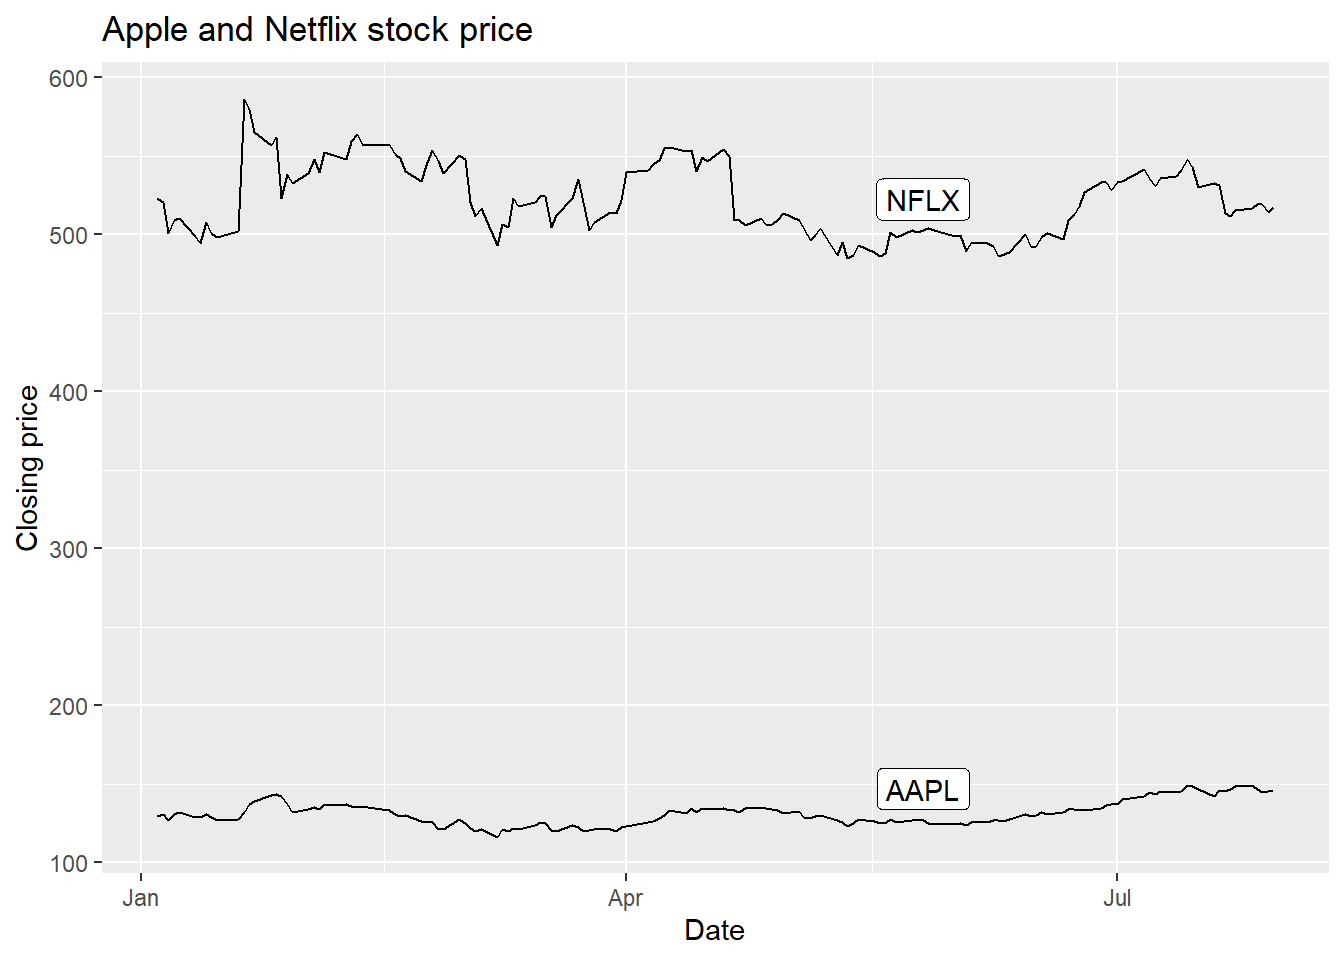 Apple and Netflix stock price
600
500
400
300
200
100
Closing price
NFLX
AAPL
Jan
Apr
Jul
Date